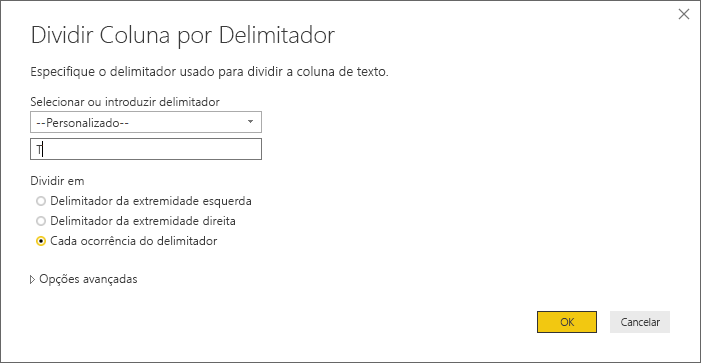 Dividir Coluna por Delimitador
Especifique o delimitador usado para dividir a coluna de texto.
Selecionar ou introduzir delimitador
--Personalizado--
T
Dividir em
Delimitador da extremidade esquerda
Delimitador da extremidade direita
Cada ocorrência do delimitador
Opções avançadas
OK
Cancelar